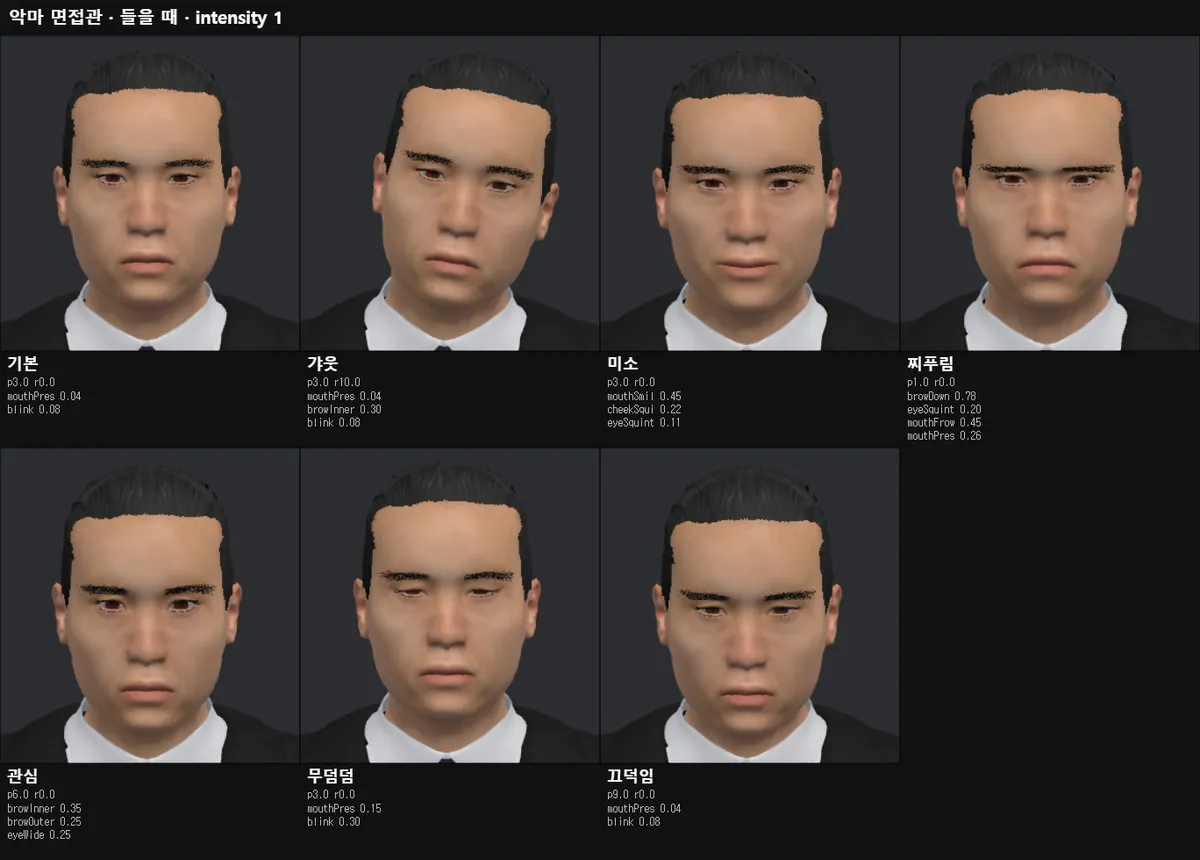 악마 면접관 · 들을 때 · intensity 1
기본
p3.0 r0.0
mouthPres 0.04
blink 0.08
갸웃
p3.0 r10.0
mouthPres 0.04
browInner 0.30
blink 0.08
미소
p3.0 r0.0
mouthSmil 0.45
cheekSqui 0.22
eyeSquint 0.11
찌푸림
p1.0 r0.0
browDown 0.78
eyeSquint 0.20
mouthFrow 0.45
mouthPres 0.26
관심
p6.0 r0.0
browInner 0.35
browOuter 0.25
eyeWide 0.25
무덤덤
p3.0 r0.0
mouthPres 0.15
blink 0.30
끄덕임
p9.0 r0.0
mouthPres 0.04
blink 0.08